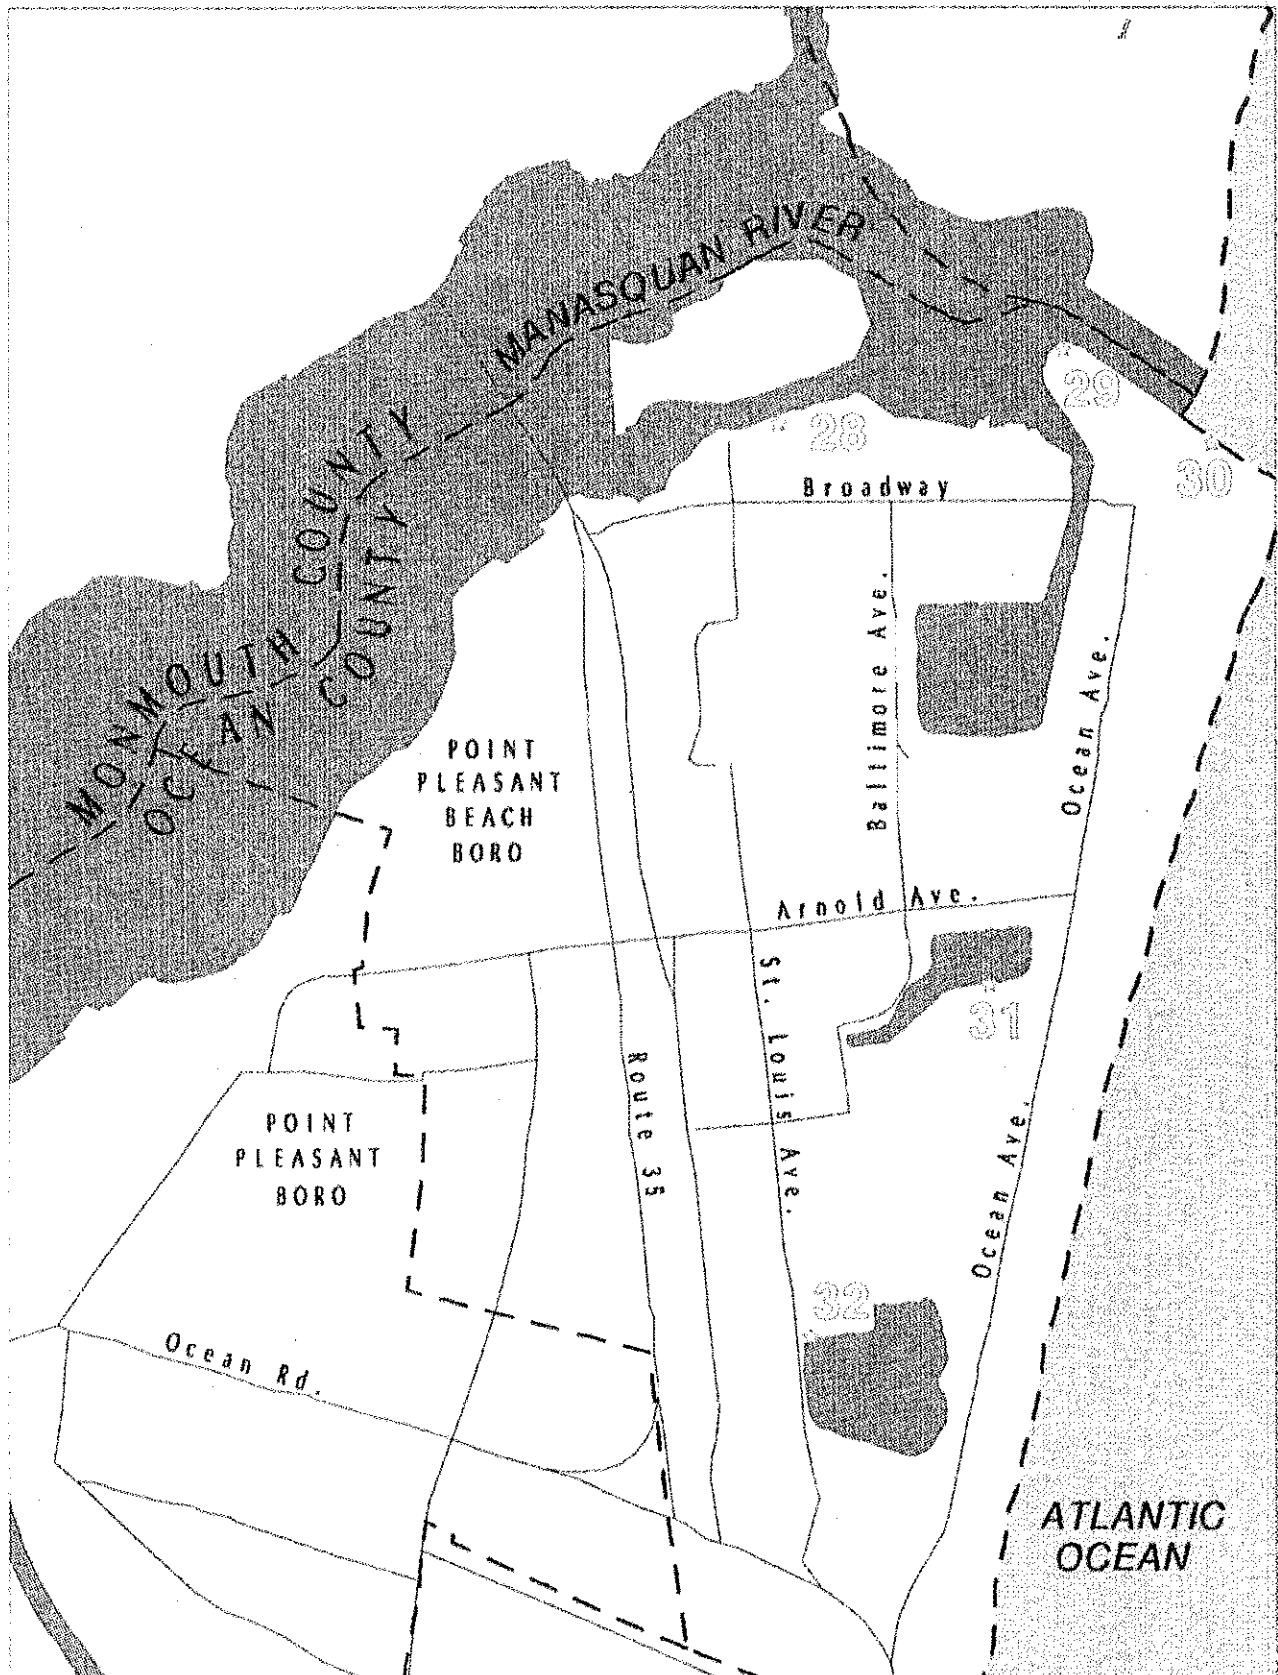 MANASQUAN RIVER
29
28
30
Broadway
MONMOUTH COUNTY
OCEAN COUNTY
Baltimore Ave.
Ocean Ave.
POINT
PLEASANT
BEACH
BORO
Arnold Ave.
St. Louis Ave.
31
Route 35
POINT
PLEASANT
BORO
Ocean Ave.
32
Ocean Rd.
ATLANTIC
OCEAN